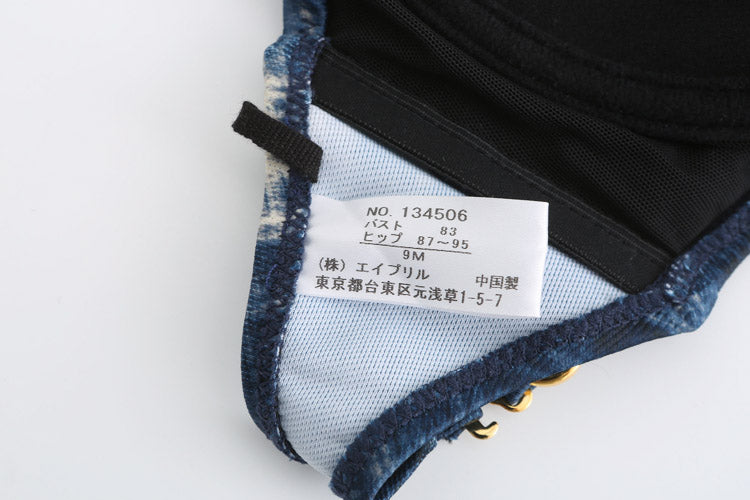 NO. 134506
バスト 83
ヒップ 87〜95
9M
(株) エイプリル 中国製
東京都台東区元浅草1-5-7